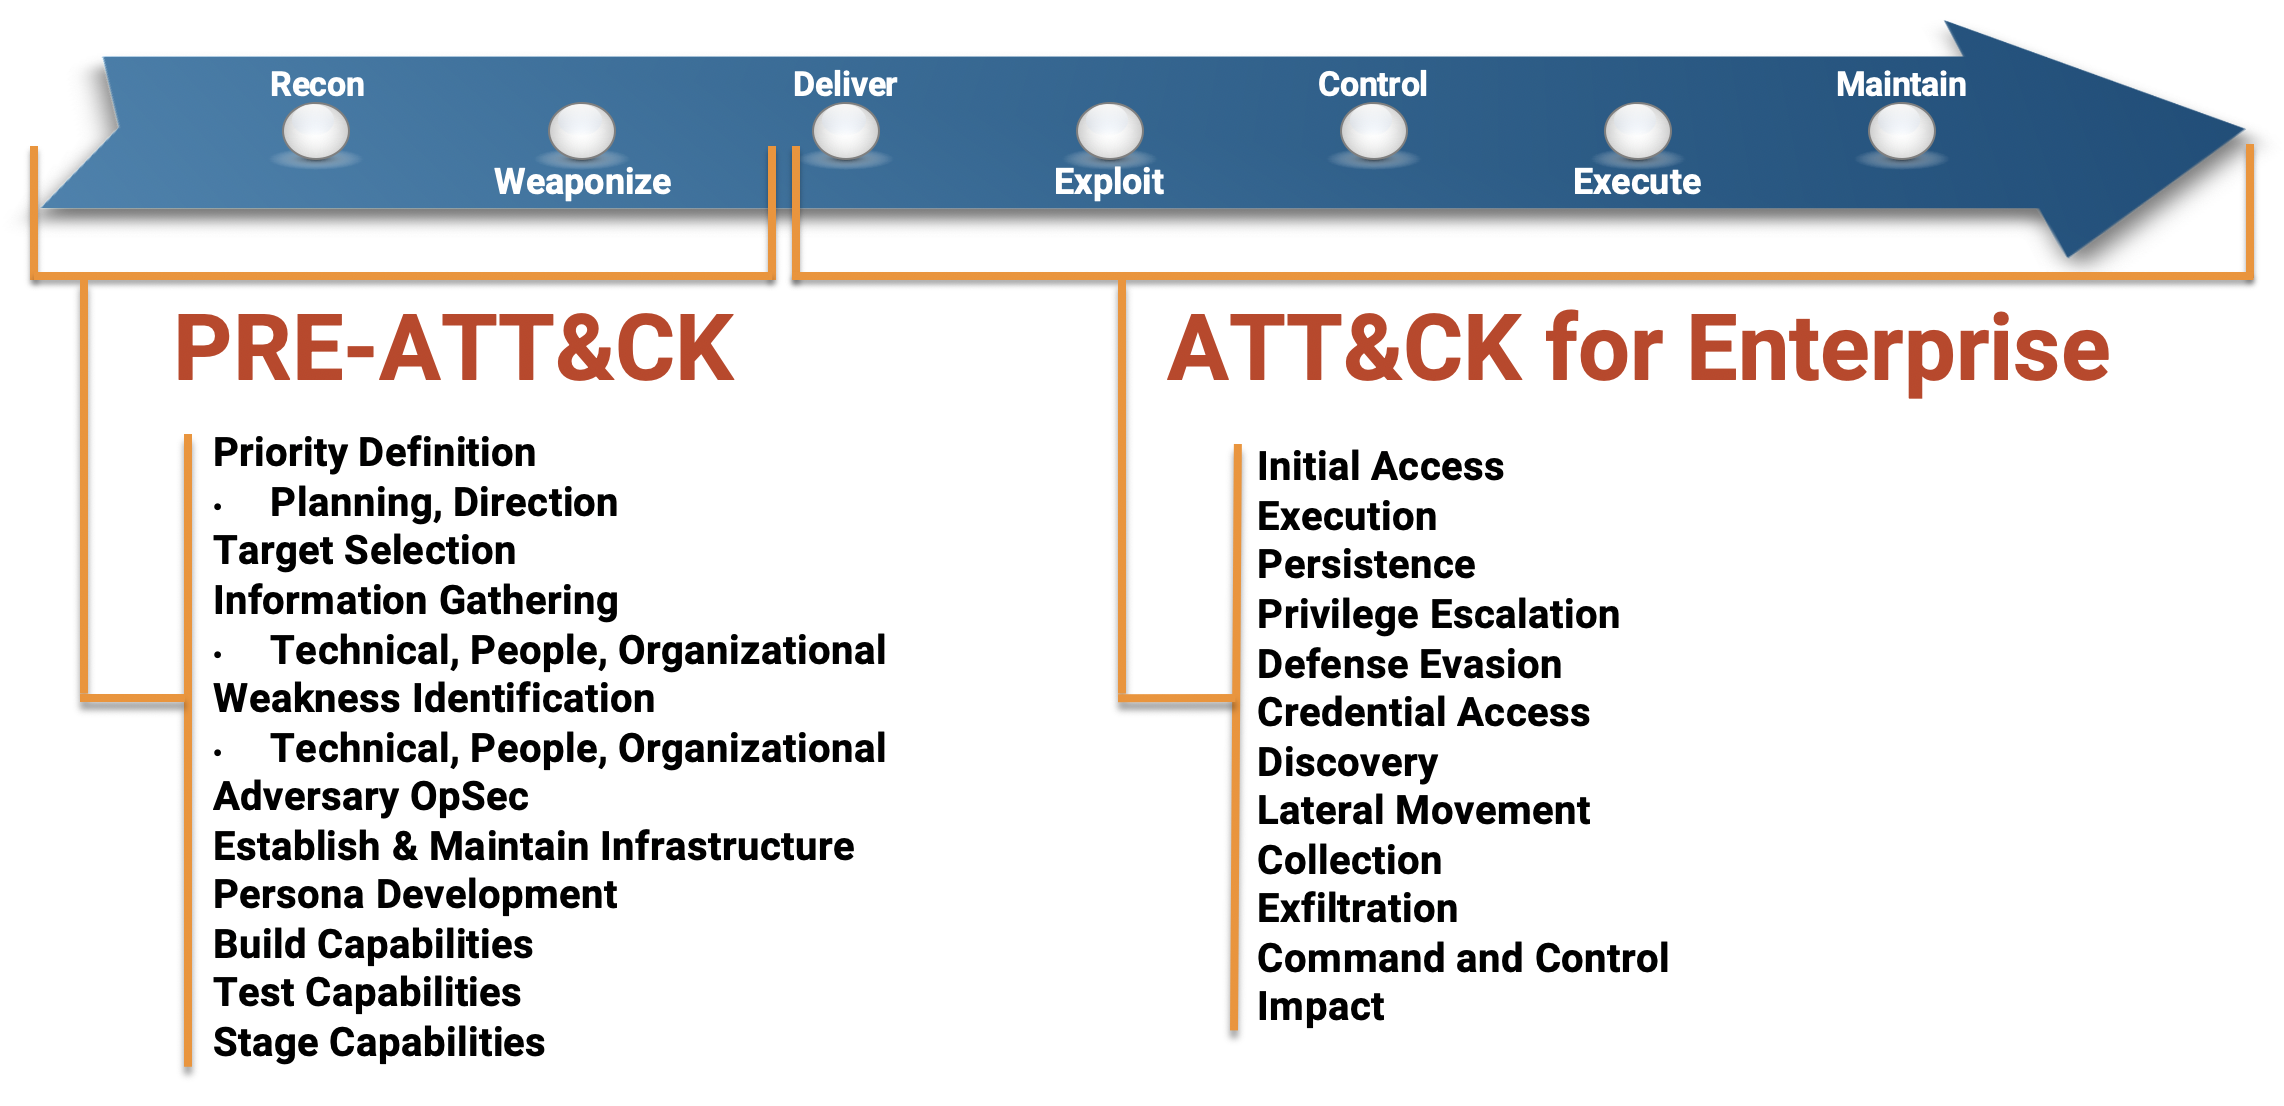 Recon
Weaponize
Deliver
Exploit
Control
Execute
Maintain
PRE-ATT&CK
Priority Definition
· Planning, Direction
Target Selection
Information Gathering
· Technical, People, Organizational
Weakness Identification
· Technical, People, Organizational
Adversary OpSec
Establish & Maintain Infrastructure
Persona Development
Build Capabilities
Test Capabilities
Stage Capabilities
ATT&CK for Enterprise
Initial Access
Execution
Persistence
Privilege Escalation
Defense Evasion
Credential Access
Discovery
Lateral Movement
Collection
Exfiltration
Command and Control
Impact